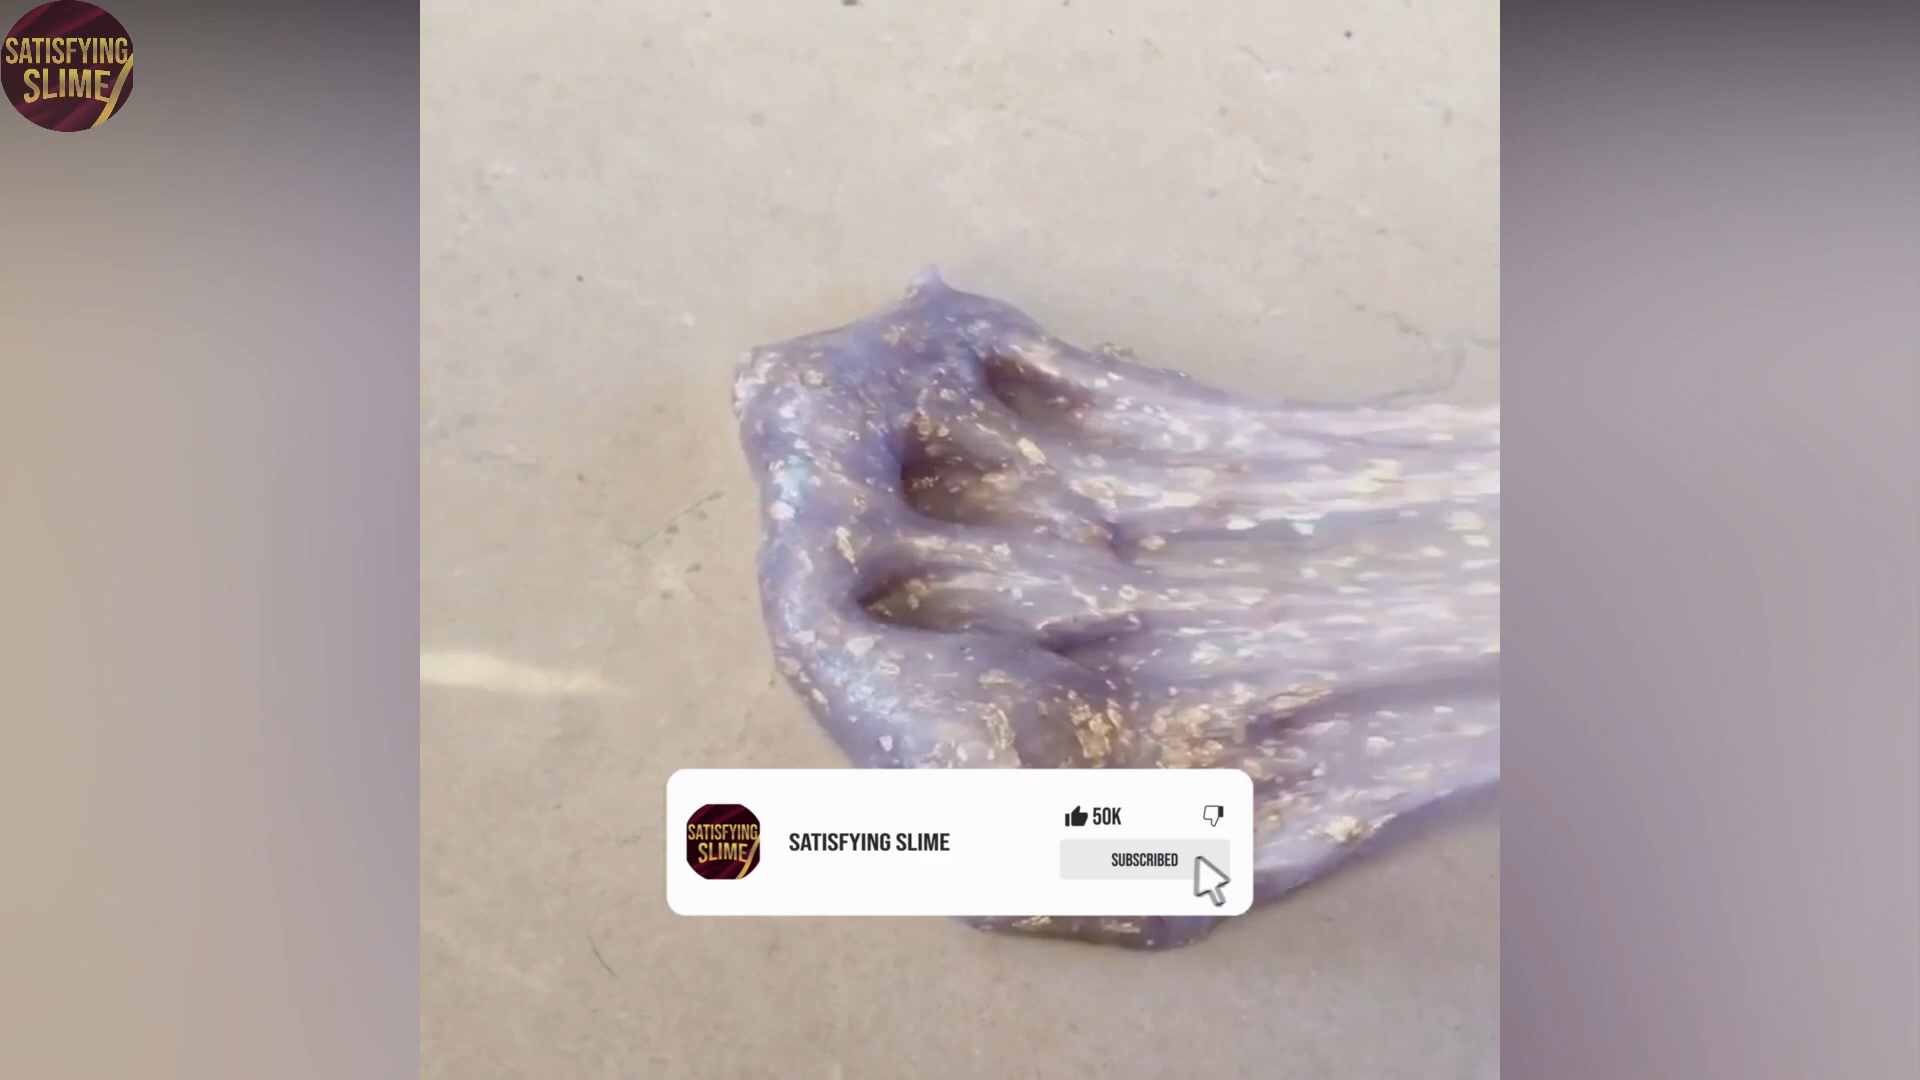 SATISFYING
SLIME
SATISFYING
SLIME
SATISFYING SLIME
50K
SUBSCRIBED